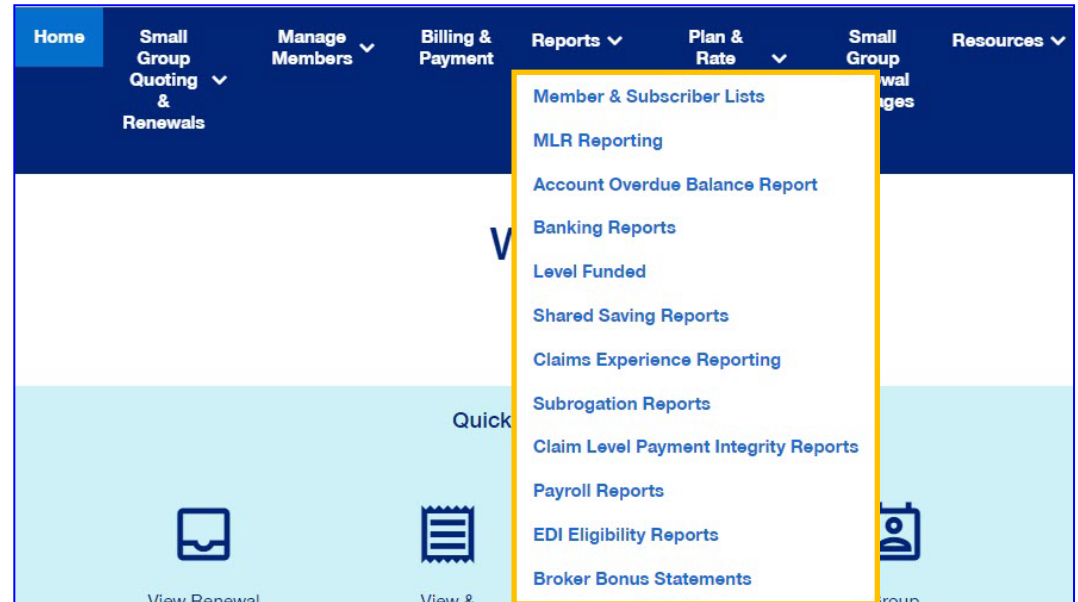 Home
Small
Group
Quoting
&
Renewals
Manage
Members
Billing &
Payment
Reports
Plan &
Rate
Small
Group
Resources
Member & Subscriber Lists
MLR Reporting
Account Overdue Balance Report
Banking Reports
Level Funded
Shared Saving Reports
Claims Experience Reporting
Subrogation Reports
Claim Level Payment Integrity Reports
Payroll Reports
EDI Eligibility Reports
Broker Bonus Statements
Quick
View Renewal
View &